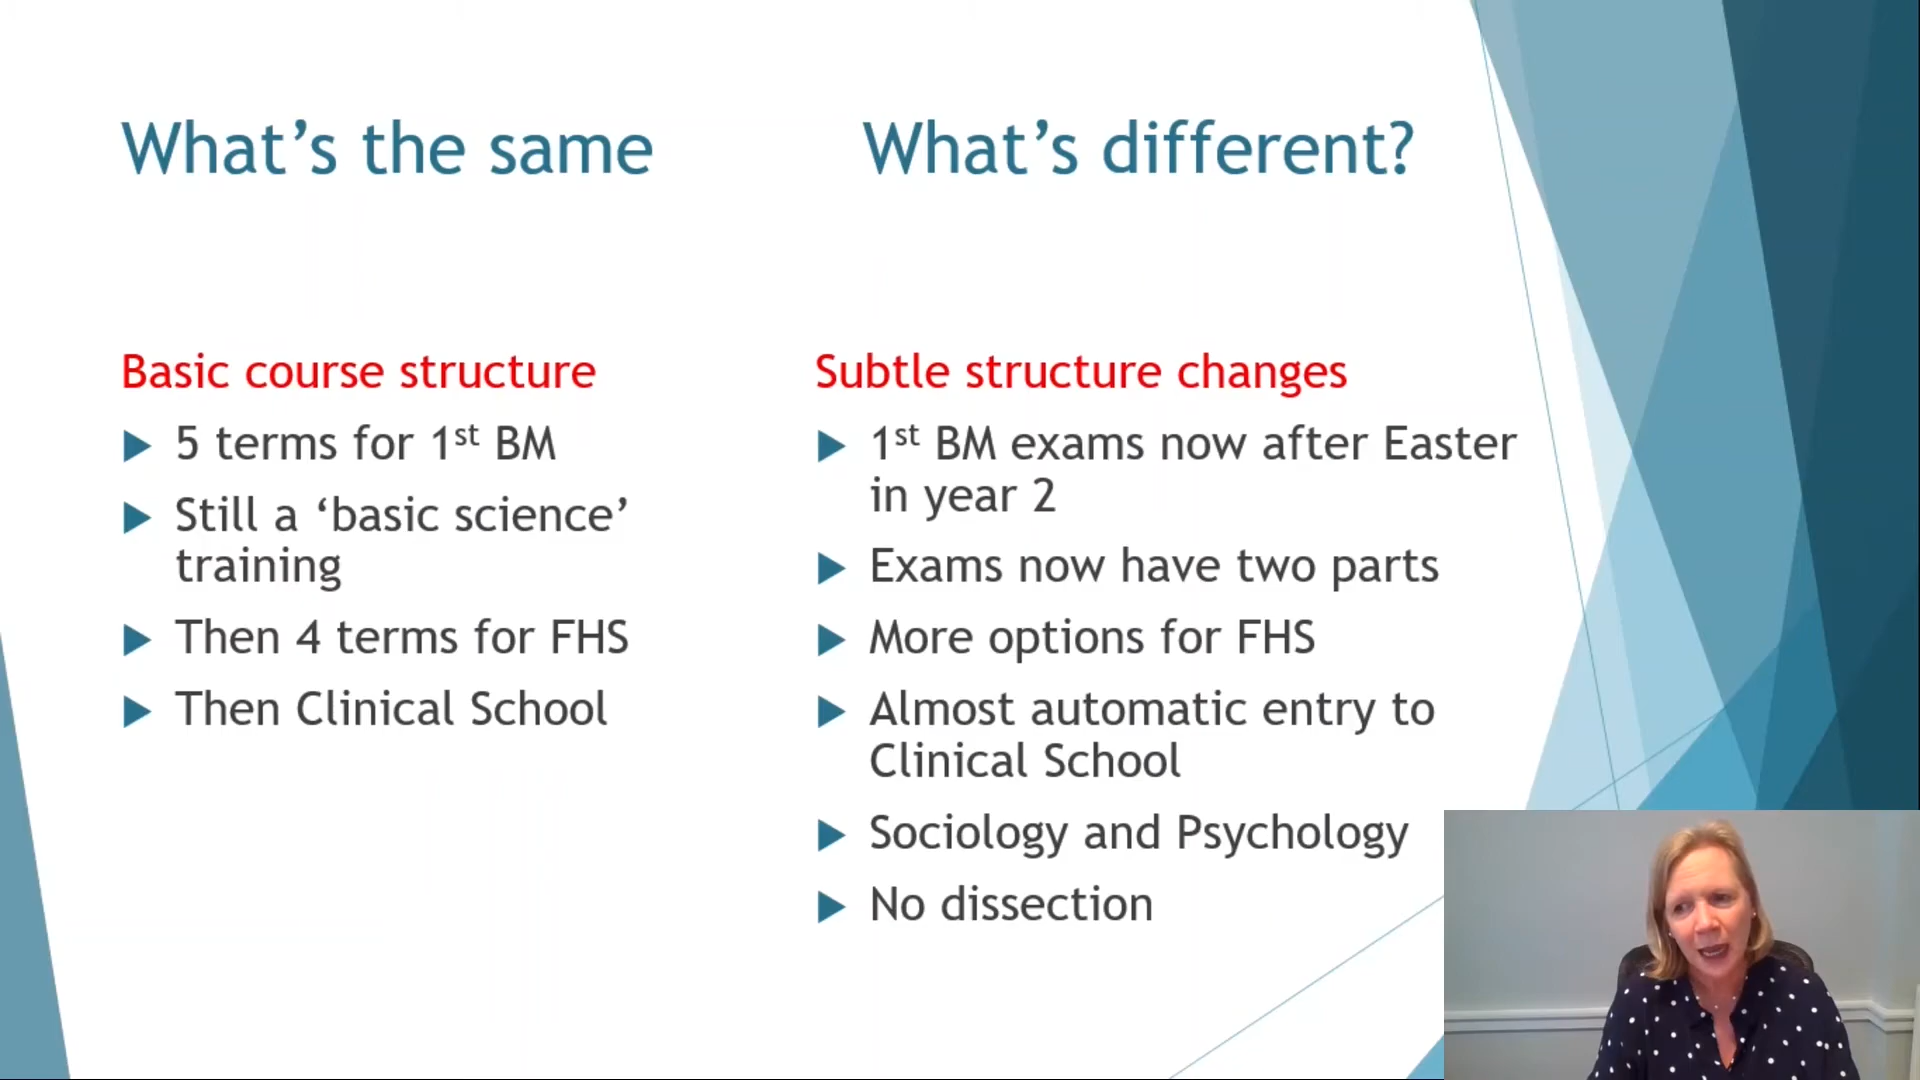 What’s the same
What’s different?
Basic course structure
5 terms for 1st BM
Still a ‘basic science’
training
Then 4 terms for FHS
Then Clinical School
Subtle structure changes
1st BM exams now after Easter
in year 2
Exams now have two parts
More options for FHS
Almost automatic entry to
Clinical School
Sociology and Psychology
No dissection